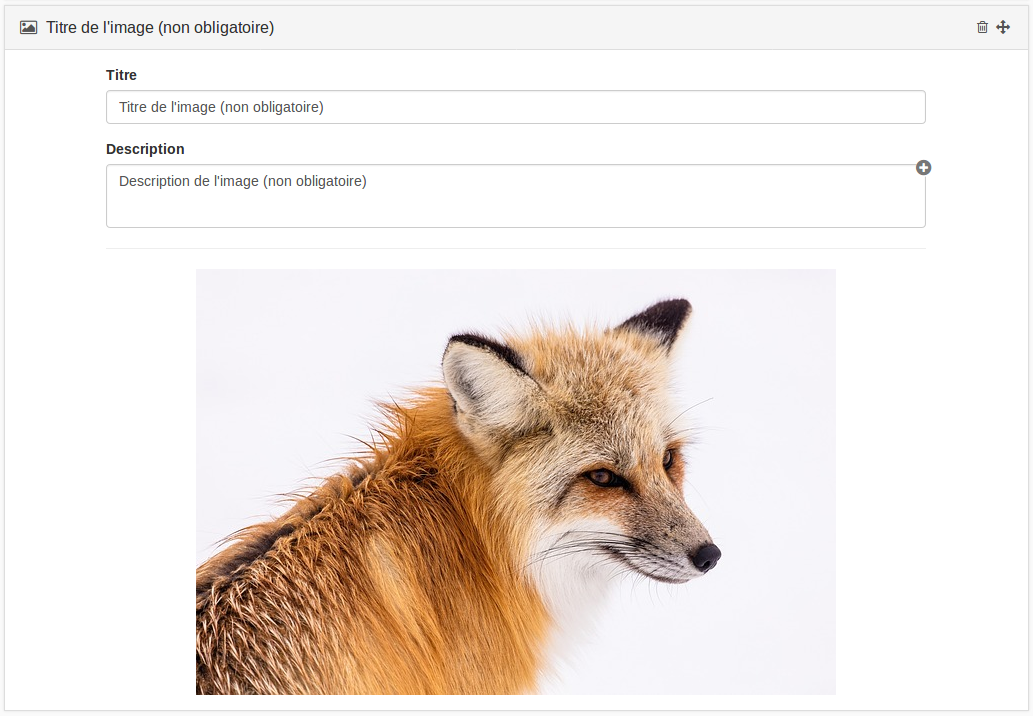 Titre de l'image (non obligatoire)
Titre
Titre de l'image (non obligatoire)
Description
Description de l'image (non obligatoire)